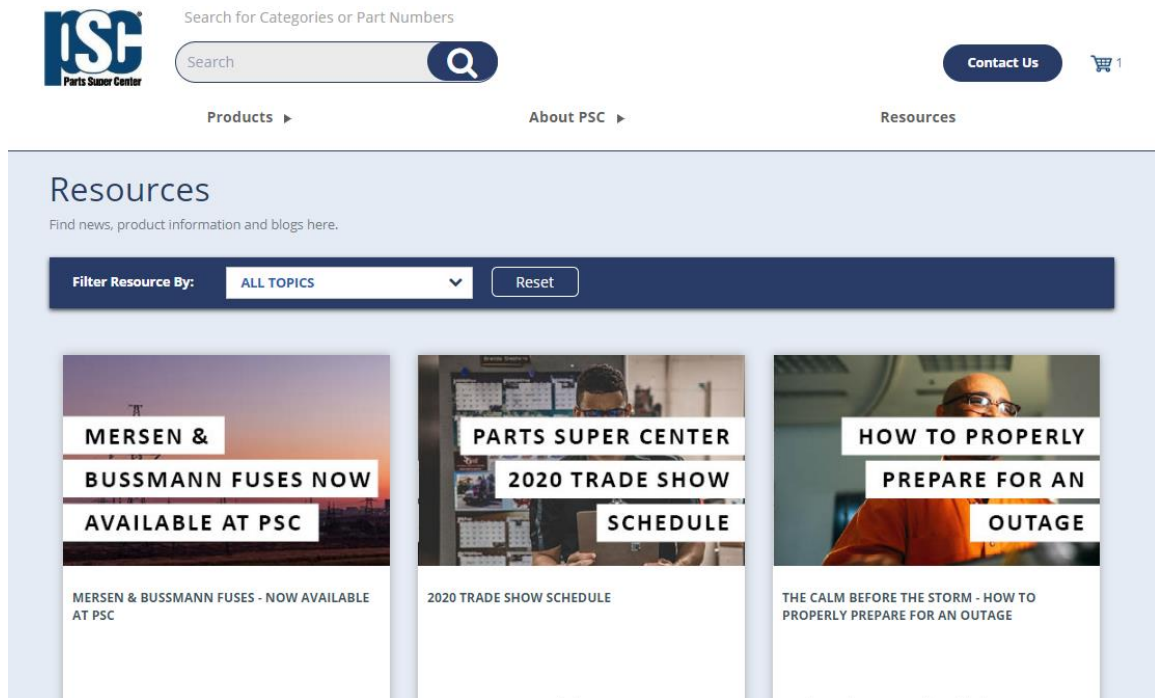 psc
Parts Super Center
Search for Categories or Part Numbers
Search
Contact Us
1
Products
About PSC
Resources
Resources
Find news, product information and blogs here.
Filter Resource By:
ALL TOPICS
Reset
MERSEN &
BUSSMANN FUSES NOW
AVAILABLE AT PSC
PARTS SUPER CENTER
2020 TRADE SHOW
SCHEDULE
HOW TO PROPERLY
PREPARE FOR AN
OUTAGE
MERSEN & BUSSMANN FUSES - NOW AVAILABLE
AT PSC
2020 TRADE SHOW SCHEDULE
THE CALM BEFORE THE STORM - HOW TO
PROPERLY PREPARE FOR AN OUTAGE